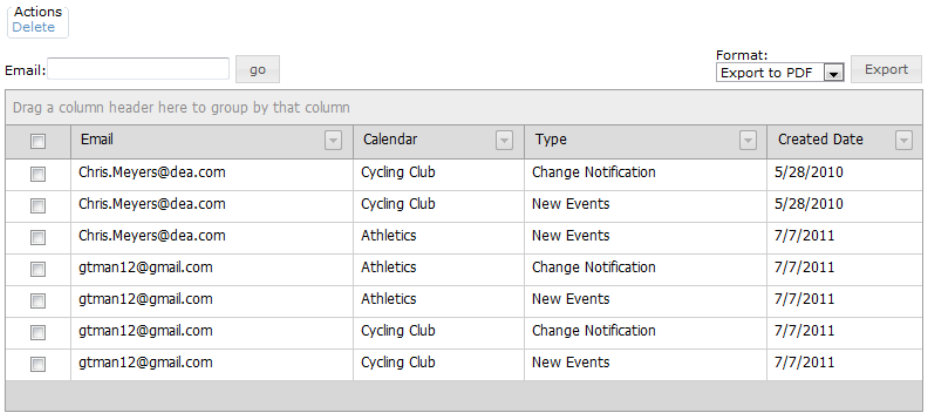 Actions
Delete
Format:
Email: go Export to PDF Export
Drag a column header here to group by that column
Email Calendar Type Created Date
Chris.Meyers@dea.com Cycling Club Change Notification 5/28/2010
Chris.Meyers@dea.com Cycling Club New Events 5/28/2010
Chris.Meyers@dea.com Athletics New Events 7/7/2011
gtman12@gmail.com Athletics Change Notification 7/7/2011
gtman12@gmail.com Athletics New Events 7/7/2011
gtman12@gmail.com Cycling Club Change Notification 7/7/2011
gtman12@gmail.com Cycling Club New Events 7/7/2011